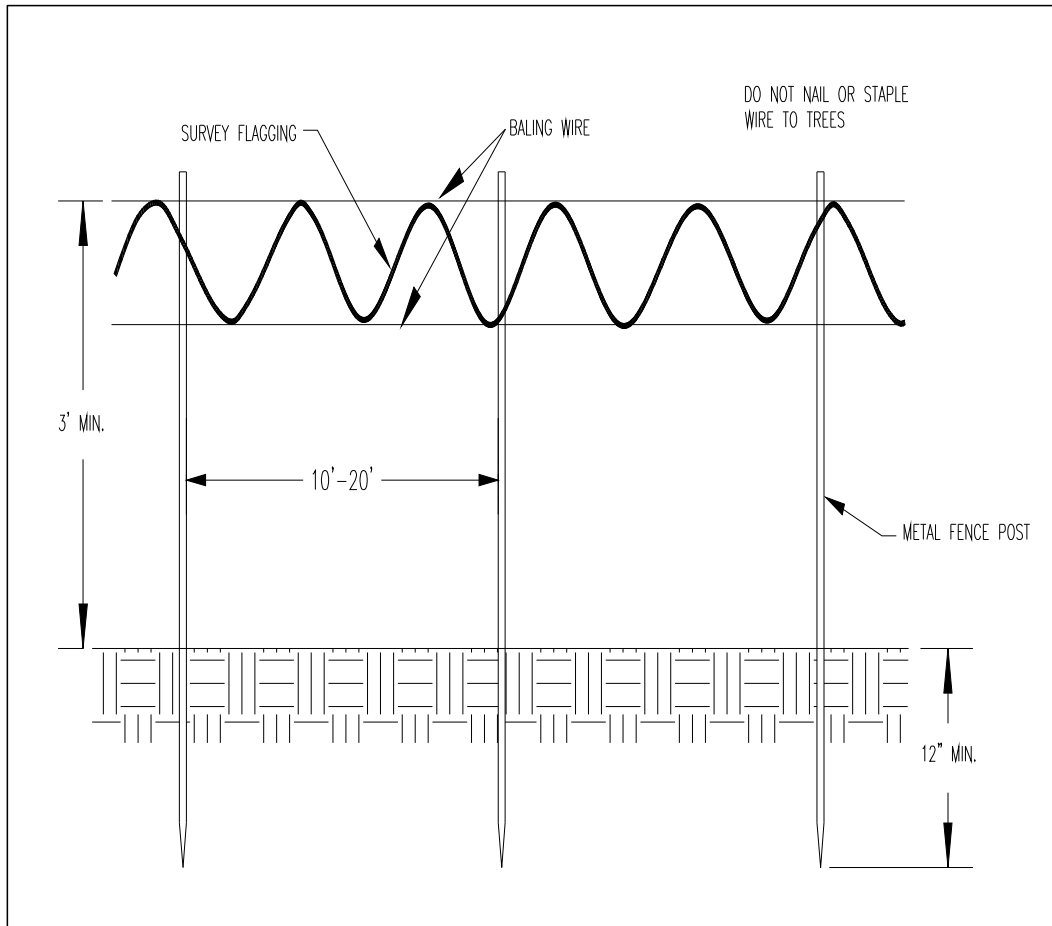 DO NOT NAIL OR STAPLE
WIRE TO TREES
SURVEY FLAGGING
BALING WIRE
3' MIN.
10'-20'
METAL FENCE POST
12" MIN.